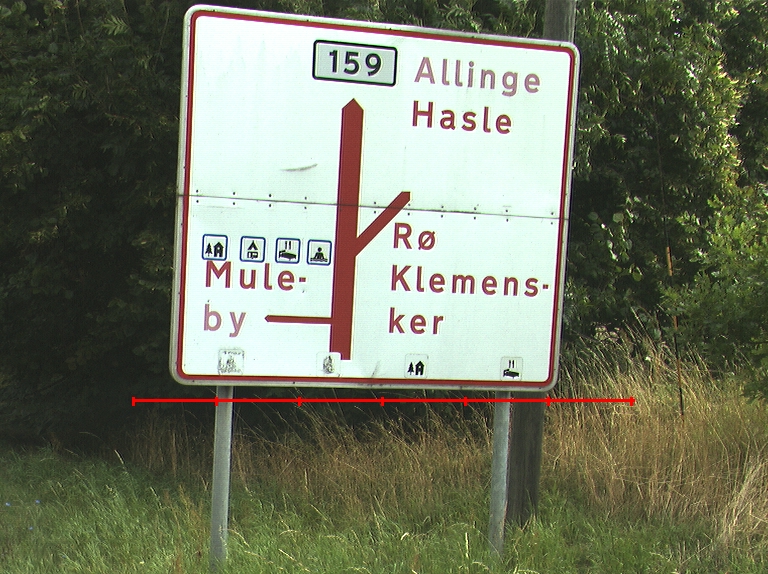 159
Allinge
Hasle
Rø
Klemens-
ker
Mule-
by